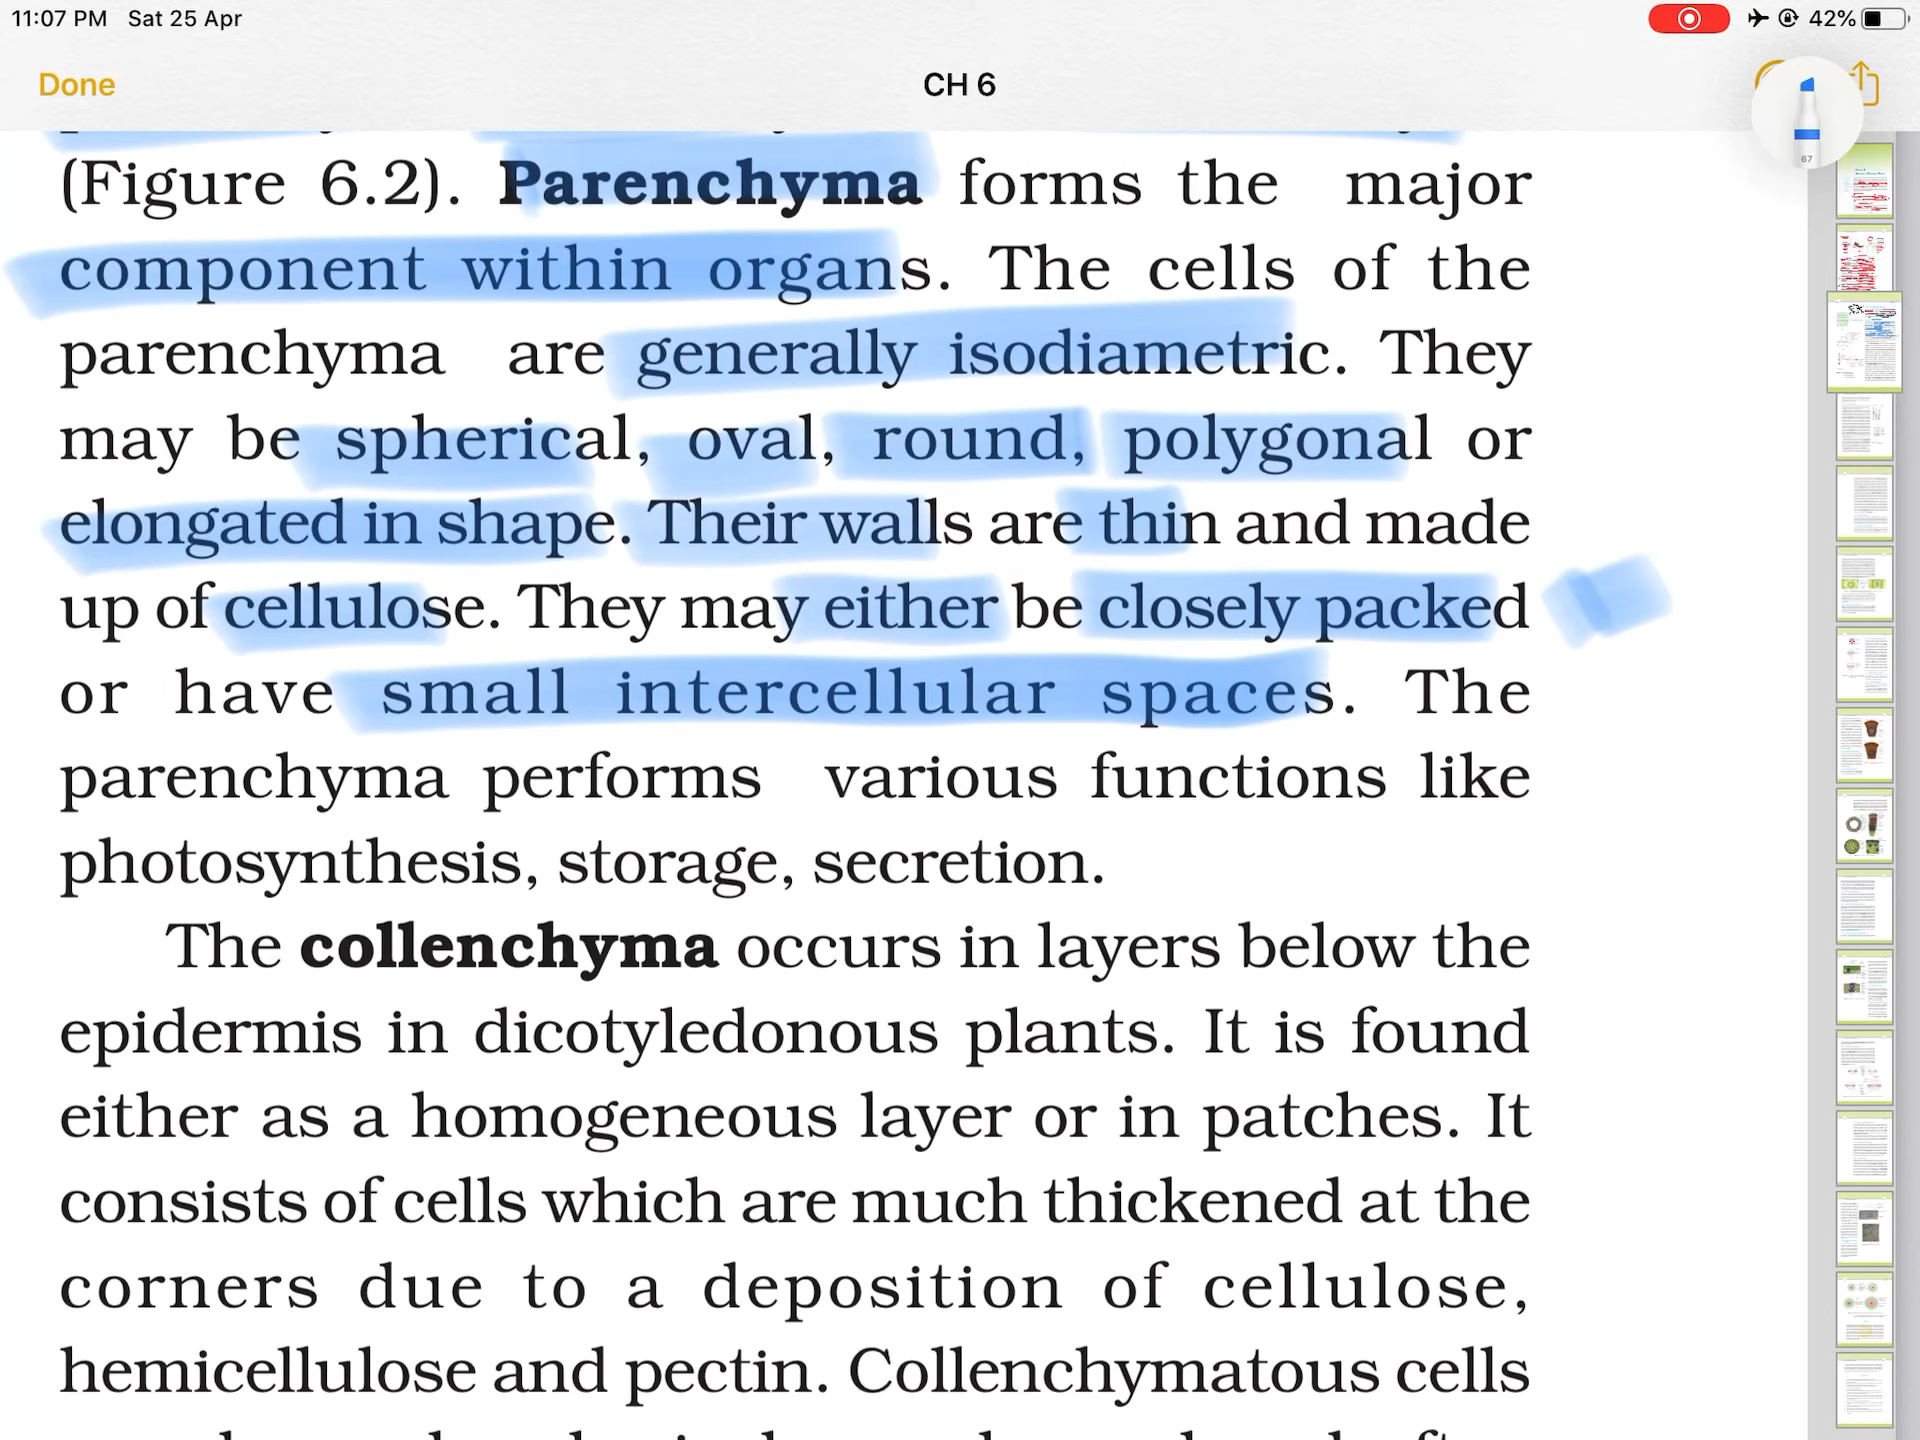 11:07 PM Sat 25 Apr 42%
Done CH 6
67
(Figure 6.2). Parenchyma forms the major
component within organs. The cells of the
parenchyma are generally isodiametric. They
may be spherical, oval, round, polygonal or
elongated in shape. Their walls are thin and made
up of cellulose. They may either be closely packed
or have small intercellular spaces. The
parenchyma performs various functions like
photosynthesis, storage, secretion.
The collenchyma occurs in layers below the
epidermis in dicotyledonous plants. It is found
either as a homogeneous layer or in patches. It
consists of cells which are much thickened at the
corners due to a deposition of cellulose,
hemicellulose and pectin. Collenchymatous cells